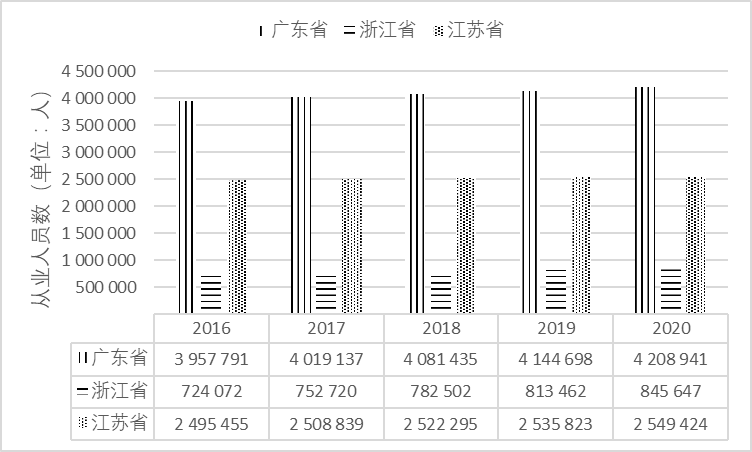 广东省 浙江省 江苏省
从业人员数（单位：人）
4 500 000
4 000 000
3 500 000
3 000 000
2 500 000
2 000 000
1 500 000
1 000 000
500 000
2016 2017 2018 2019 2020
广东省 3 957 791 4 019 137 4 081 435 4 144 698 4 208 941
浙江省 724 072 752 720 782 502 813 462 845 647
江苏省 2 495 455 2 508 839 2 522 295 2 535 823 2 549 424